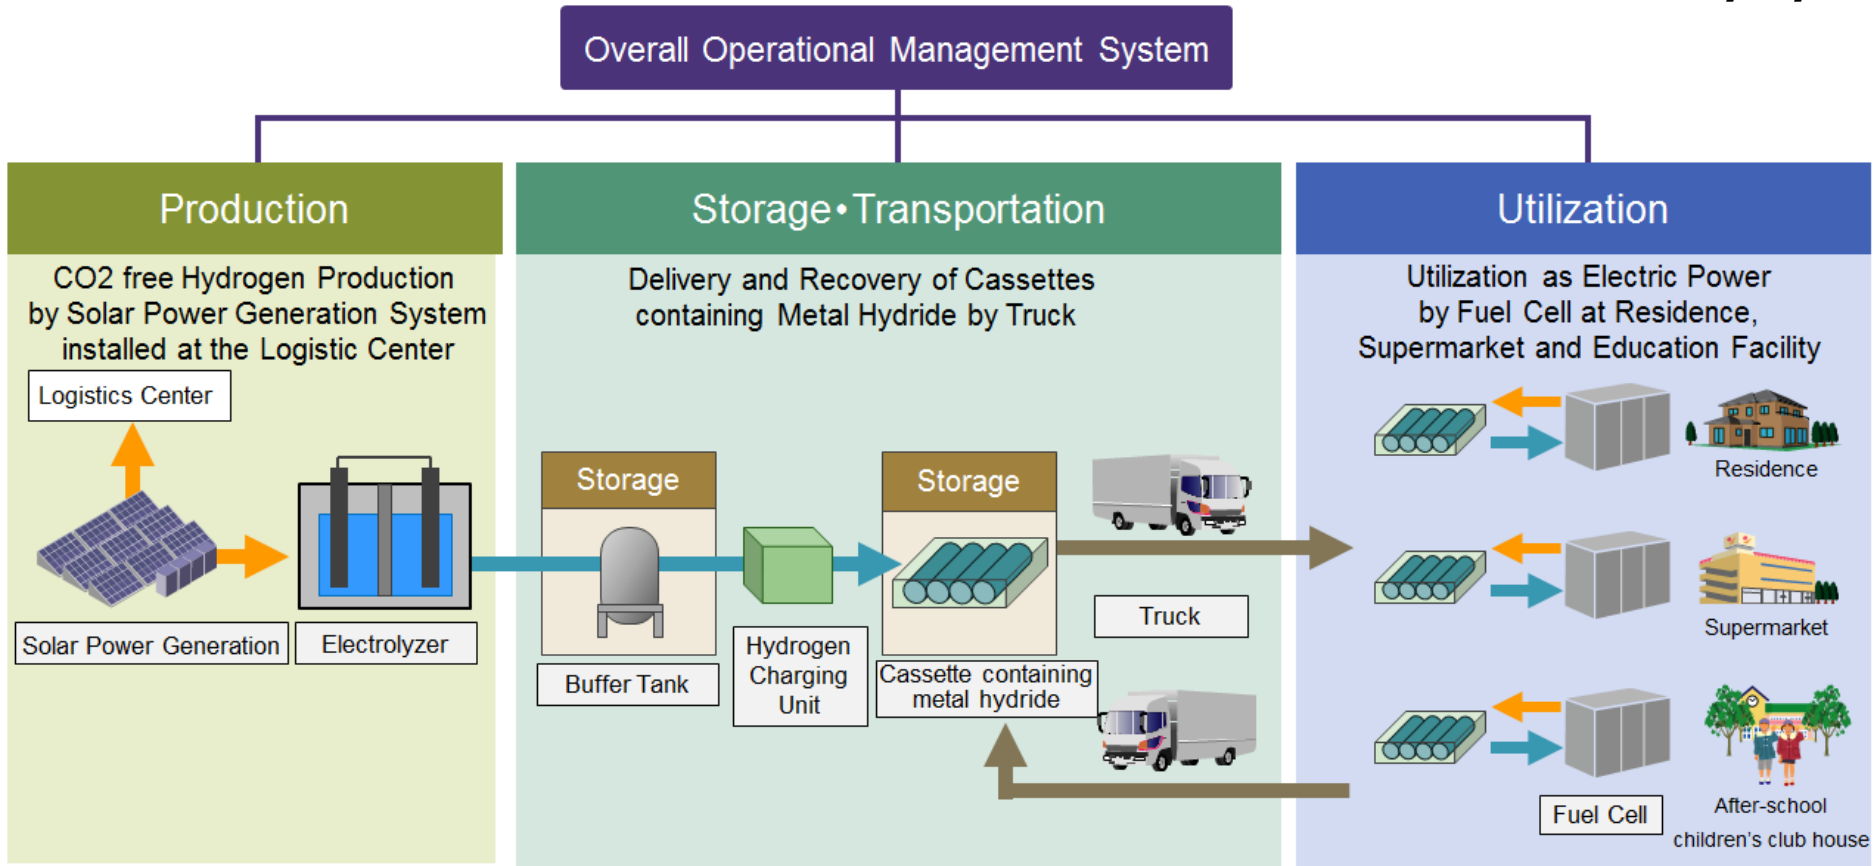 Overall Operational Management System
Production
CO2 free Hydrogen Production
by Solar Power Generation System
installed at the Logistic Center
Logistics Center
Solar Power Generation
Electrolyzer
Storage•Transportation
Delivery and Recovery of Cassettes
containing Metal Hydride by Truck
Storage
Buffer Tank
Hydrogen
Charging
Unit
Storage
Cassette containing
metal hydride
Truck
Utilization
Utilization as Electric Power
by Fuel Cell at Residence,
Supermarket and Education Facility
Residence
Supermarket
Fuel Cell
After-school
children's club house